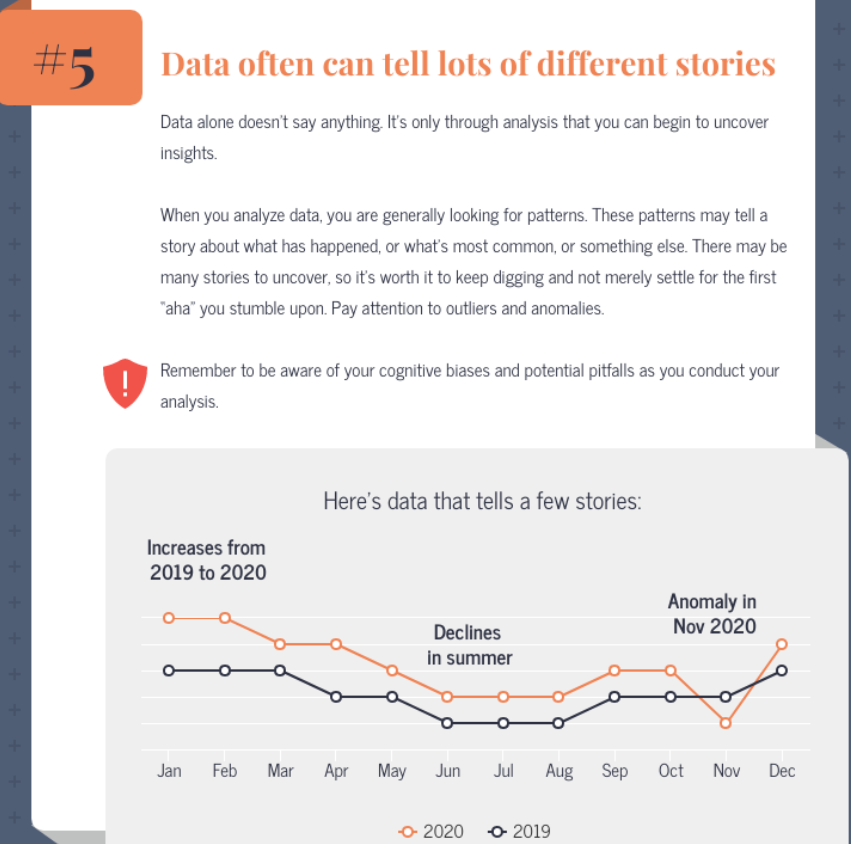 #5
Data often can tell lots of different stories
Data alone doesn't say anything. It's only through analysis that you can begin to uncover
insights.
When you analyze data, you are generally looking for patterns. These patterns may tell a
story about what has happened, or what's most common, or something else. There may be
many stories to uncover, so it's worth it to keep digging and not merely settle for the first
"aha" you stumble upon. Pay attention to outliers and anomalies.
Remember to be aware of your cognitive biases and potential pitfalls as you conduct your
analysis.
Here's data that tells a few stories:
Increases from
2019 to 2020
Declines
in summer
Anomaly in
Nov 2020
Jan Feb Mar Apr May Jun Jul Aug Sep Oct Nov Dec
2020 2019